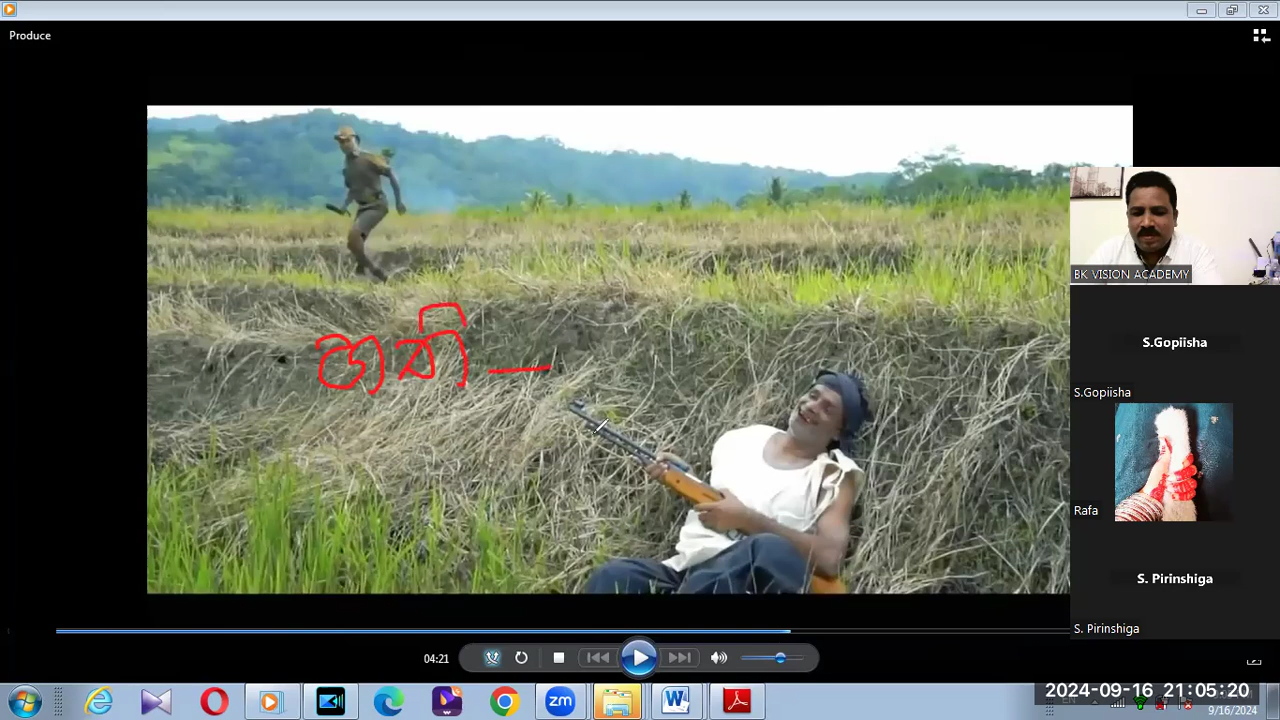 Produce
BK VISION ACADEMY
S.Gopiisha
S.Gopiisha
Rafa
S. Pirinshiga
S. Pirinshiga
04:21
2024-09-16 21:05:20
9/16/2024